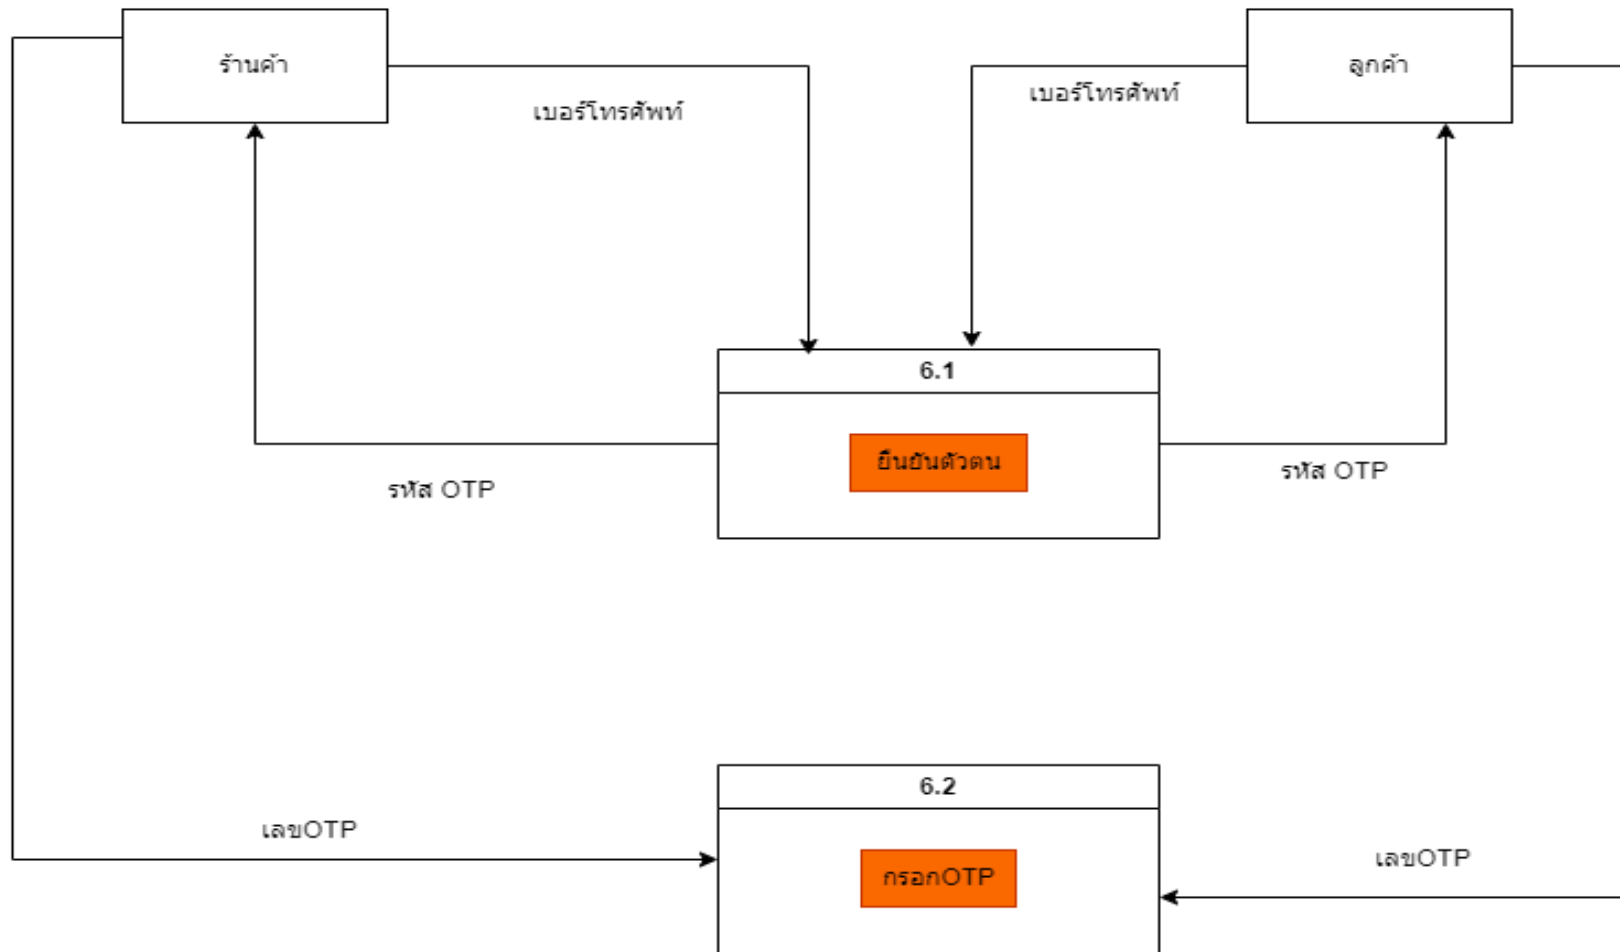 ร้านค้า
ลูกค้า
เบอร์โทรศัพท์
เบอร์โทรศัพท์
6.1
ยืนยันตัวตน
รหัส OTP
รหัส OTP
6.2
เลขOTP
กรอกOTP
เลขOTP